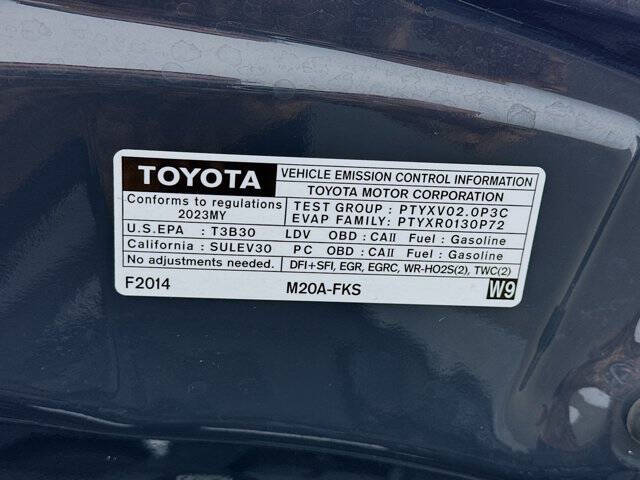 TOYOTA
VEHICLE EMISSION CONTROL INFORMATION
TOYOTA MOTOR CORPORATION
Conforms to regulations
2023MY
TEST GROUP : PTYXV02.0P3C
EVAP FAMILY: PTYXR0130P72
U.S.EPA : T3B30 LDV OBD : CAII Fuel : Gasoline
California : SULEV30 PC OBD : CAII Fuel : Gasoline
No adjustments needed. DFI+SFI, EGR, EGRC, WR-HO2S(2), TWC(2)
F2014 M20A-FKS W9